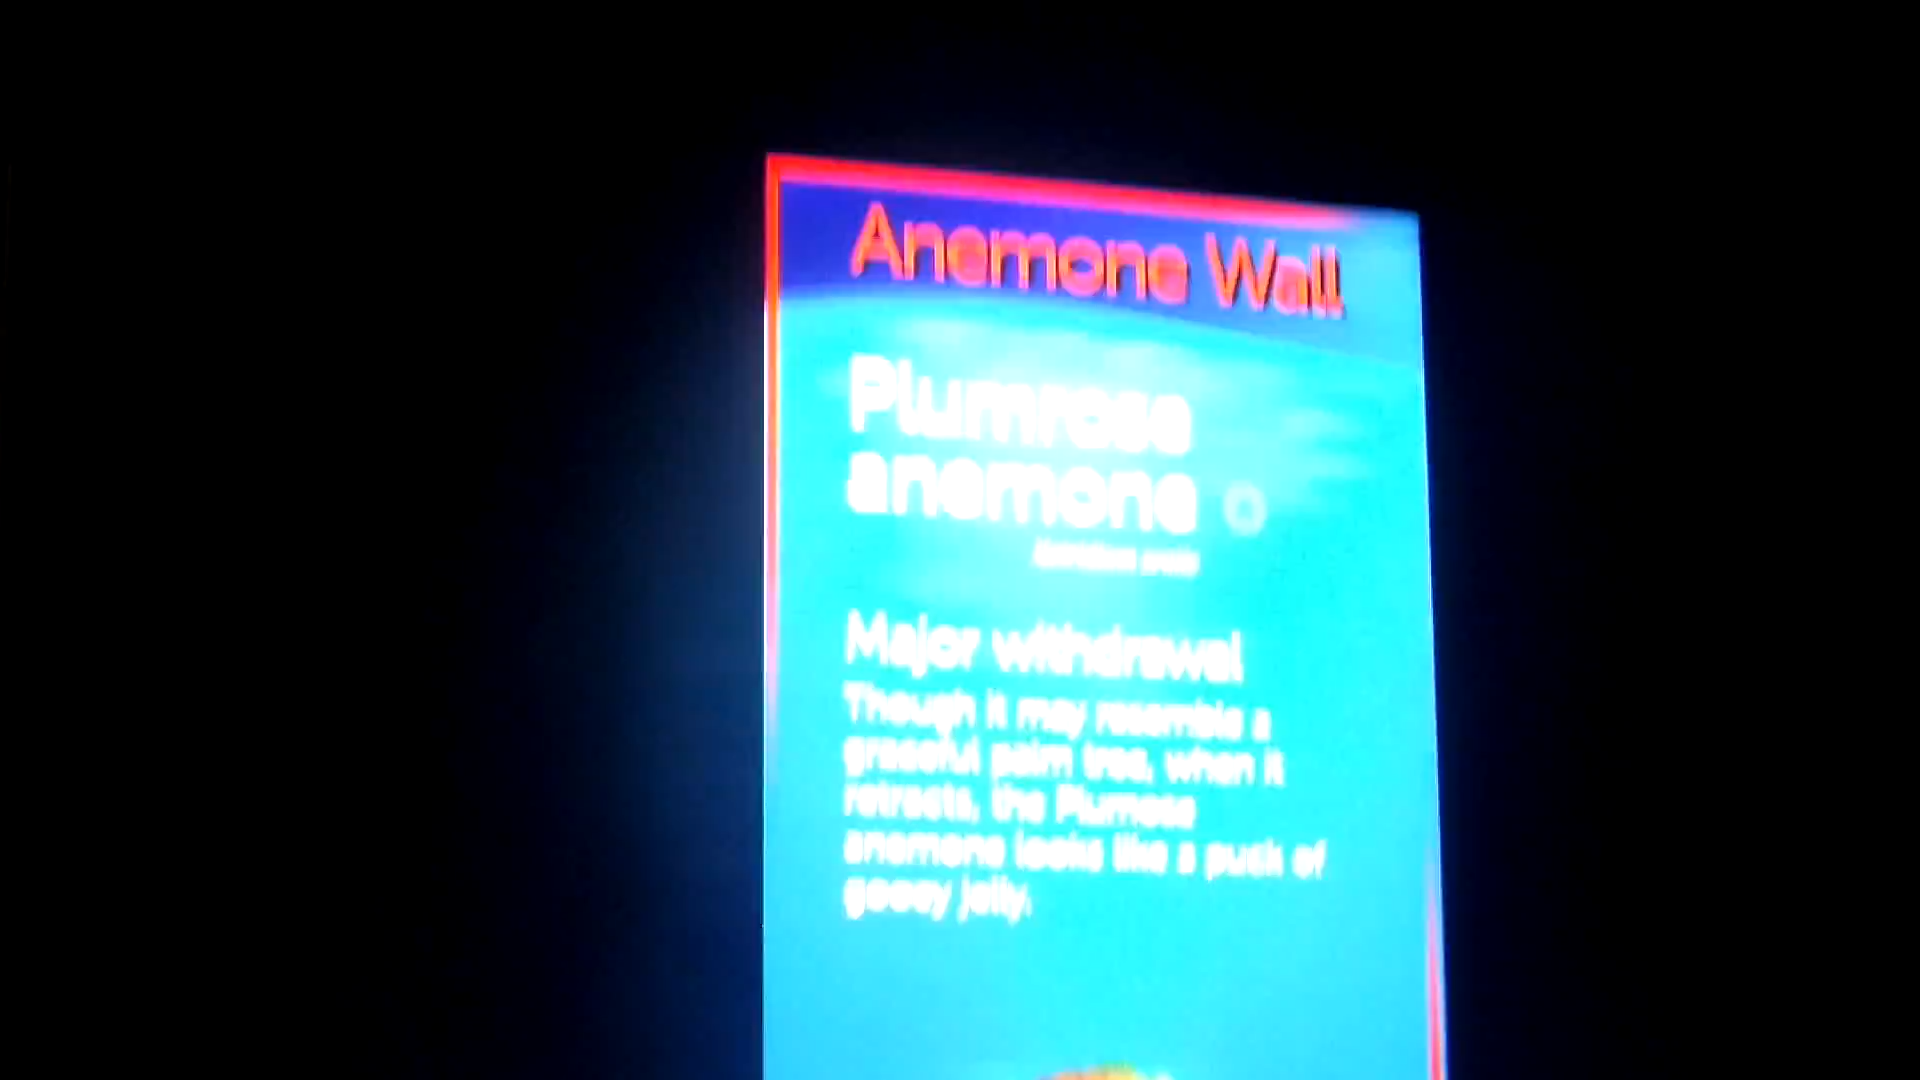 Anemone Wall
Plumrose
anemone
Major withdrawal
Though it may resemble a
graceful palm tree, when it
retracts, the Plumose
anemone looks like a puck of
gooey jelly.